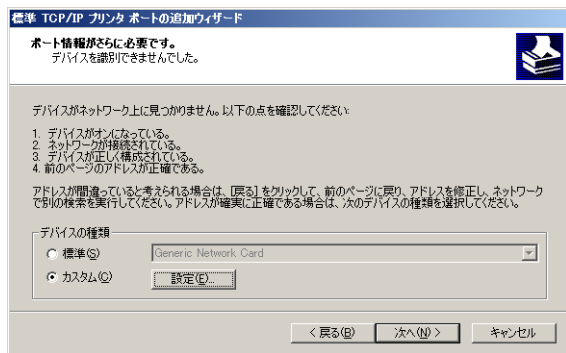 標準 TCP/IP プリンタ ポートの追加ウィザード
ポート情報がさらに必要です。
デバイスを識別できませんでした。
デバイスがネットワーク上に見つかりません。以下の点を確認してください:
1. デバイスがオンになっている。
2. ネットワークが接続されている。
3. デバイスが正しく構成されている。
4. 前のページのアドレスが正確である。
アドレスが間違っていると考えられる場合は、[戻る] をクリックして、前のページに戻り、アドレスを修正し、ネットワーク
で別の検索を実行してください。アドレスが確実に正確である場合は、次のデバイスの種類を選択してください。
デバイスの種類
標準(S)
Generic Network Card
カスタム(C)
設定(E)...
< 戻る(B)
次へ(N) >
キャンセル